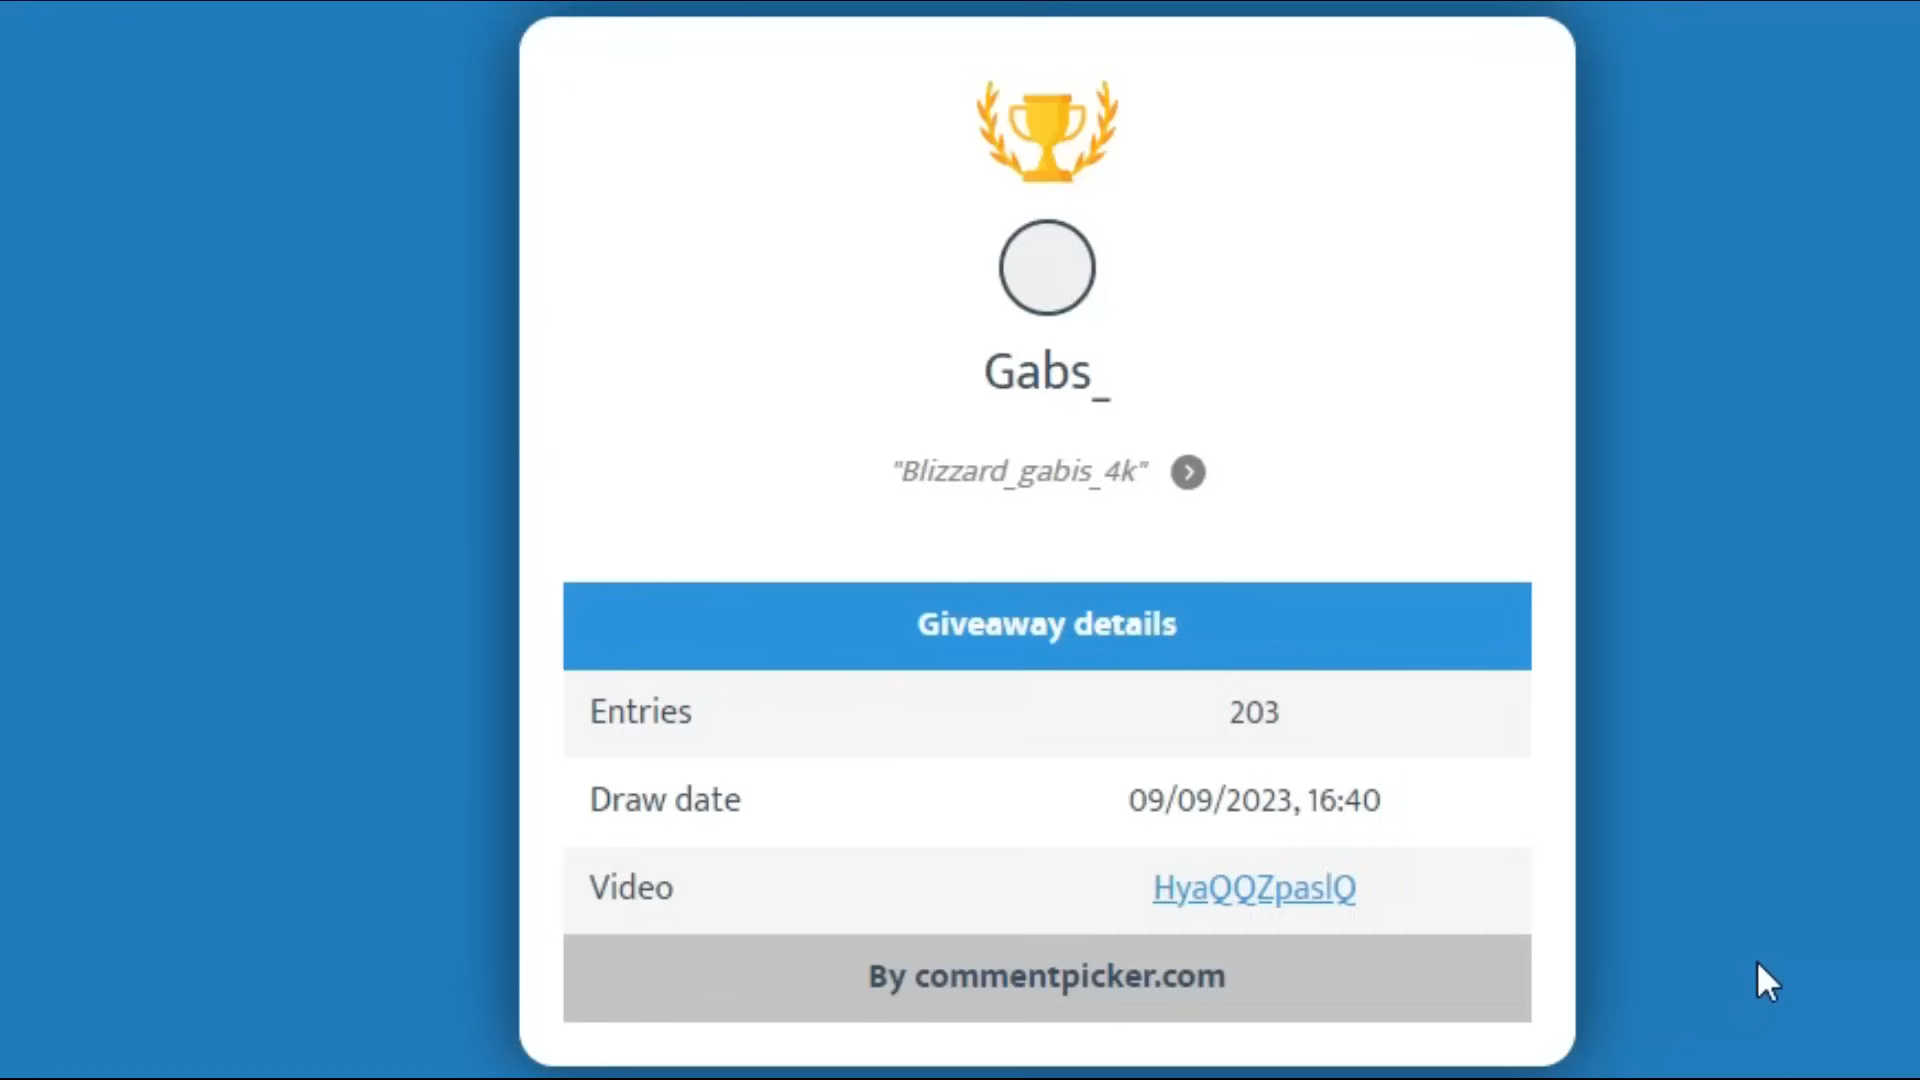 Gabs_
"Blizzard_gabis_4k"
Giveaway details
Entries 203
Draw date 09/09/2023, 16:40
Video HyaQQZpaslQ
By commentpicker.com